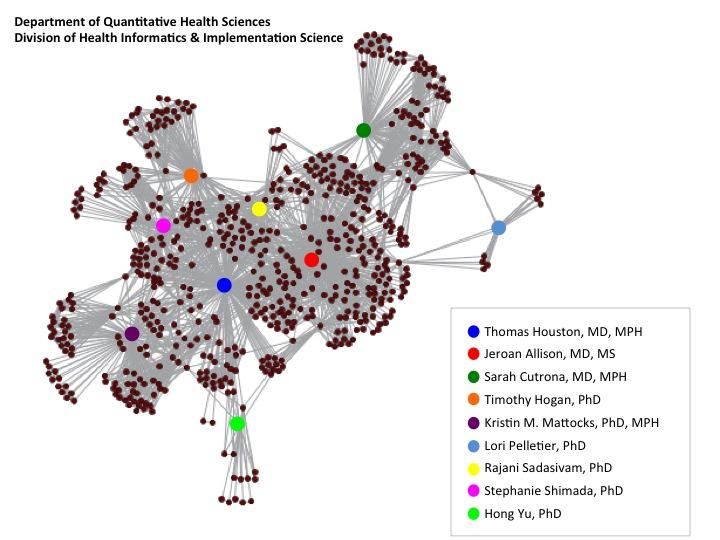 Department of Quantitative Health Sciences
Division of Health Informatics & Implementation Science
Thomas Houston, MD, MPH
Jeroan Allison, MD, MS
Sarah Cutrona, MD, MPH
Timothy Hogan, PhD
Kristin M. Mattocks, PhD, MPH
Lori Pelletier, PhD
Rajani Sadasivam, PhD
Stephanie Shimada, PhD
Hong Yu, PhD